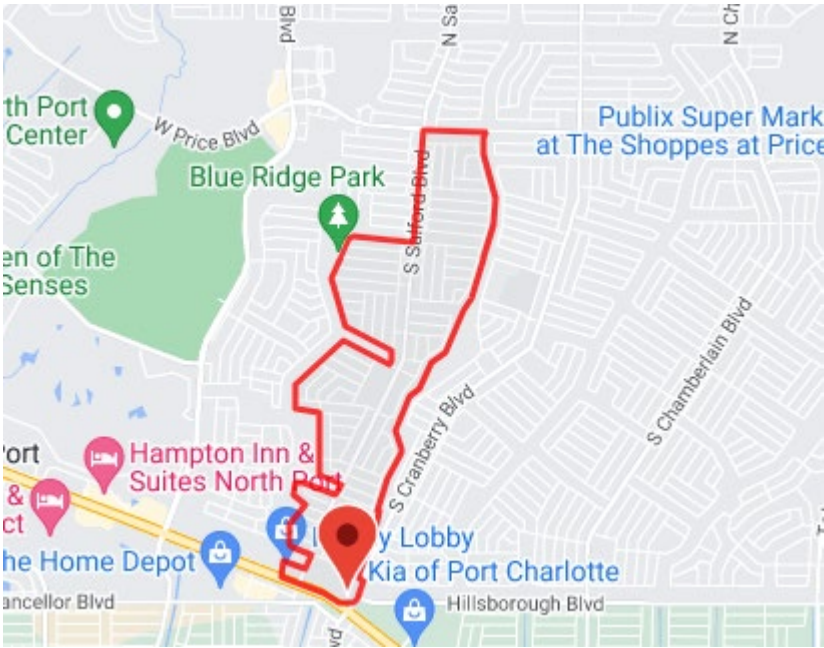 Blvd
N Sa
N Ch
rth Port
Center
W Price Blvd
Publix Super Mark
at The Shoppes at Price
Blue Ridge Park
S Salford Blvd
en of The
Senses
S Chamberlain Blvd
S Cranberry Blvd
Port
Hampton Inn &
Suites North Port
&
ct
y Lobby
he Home Depot
Kia of Port Charlotte
ancellor Blvd
Hillsborough Blvd
lvd